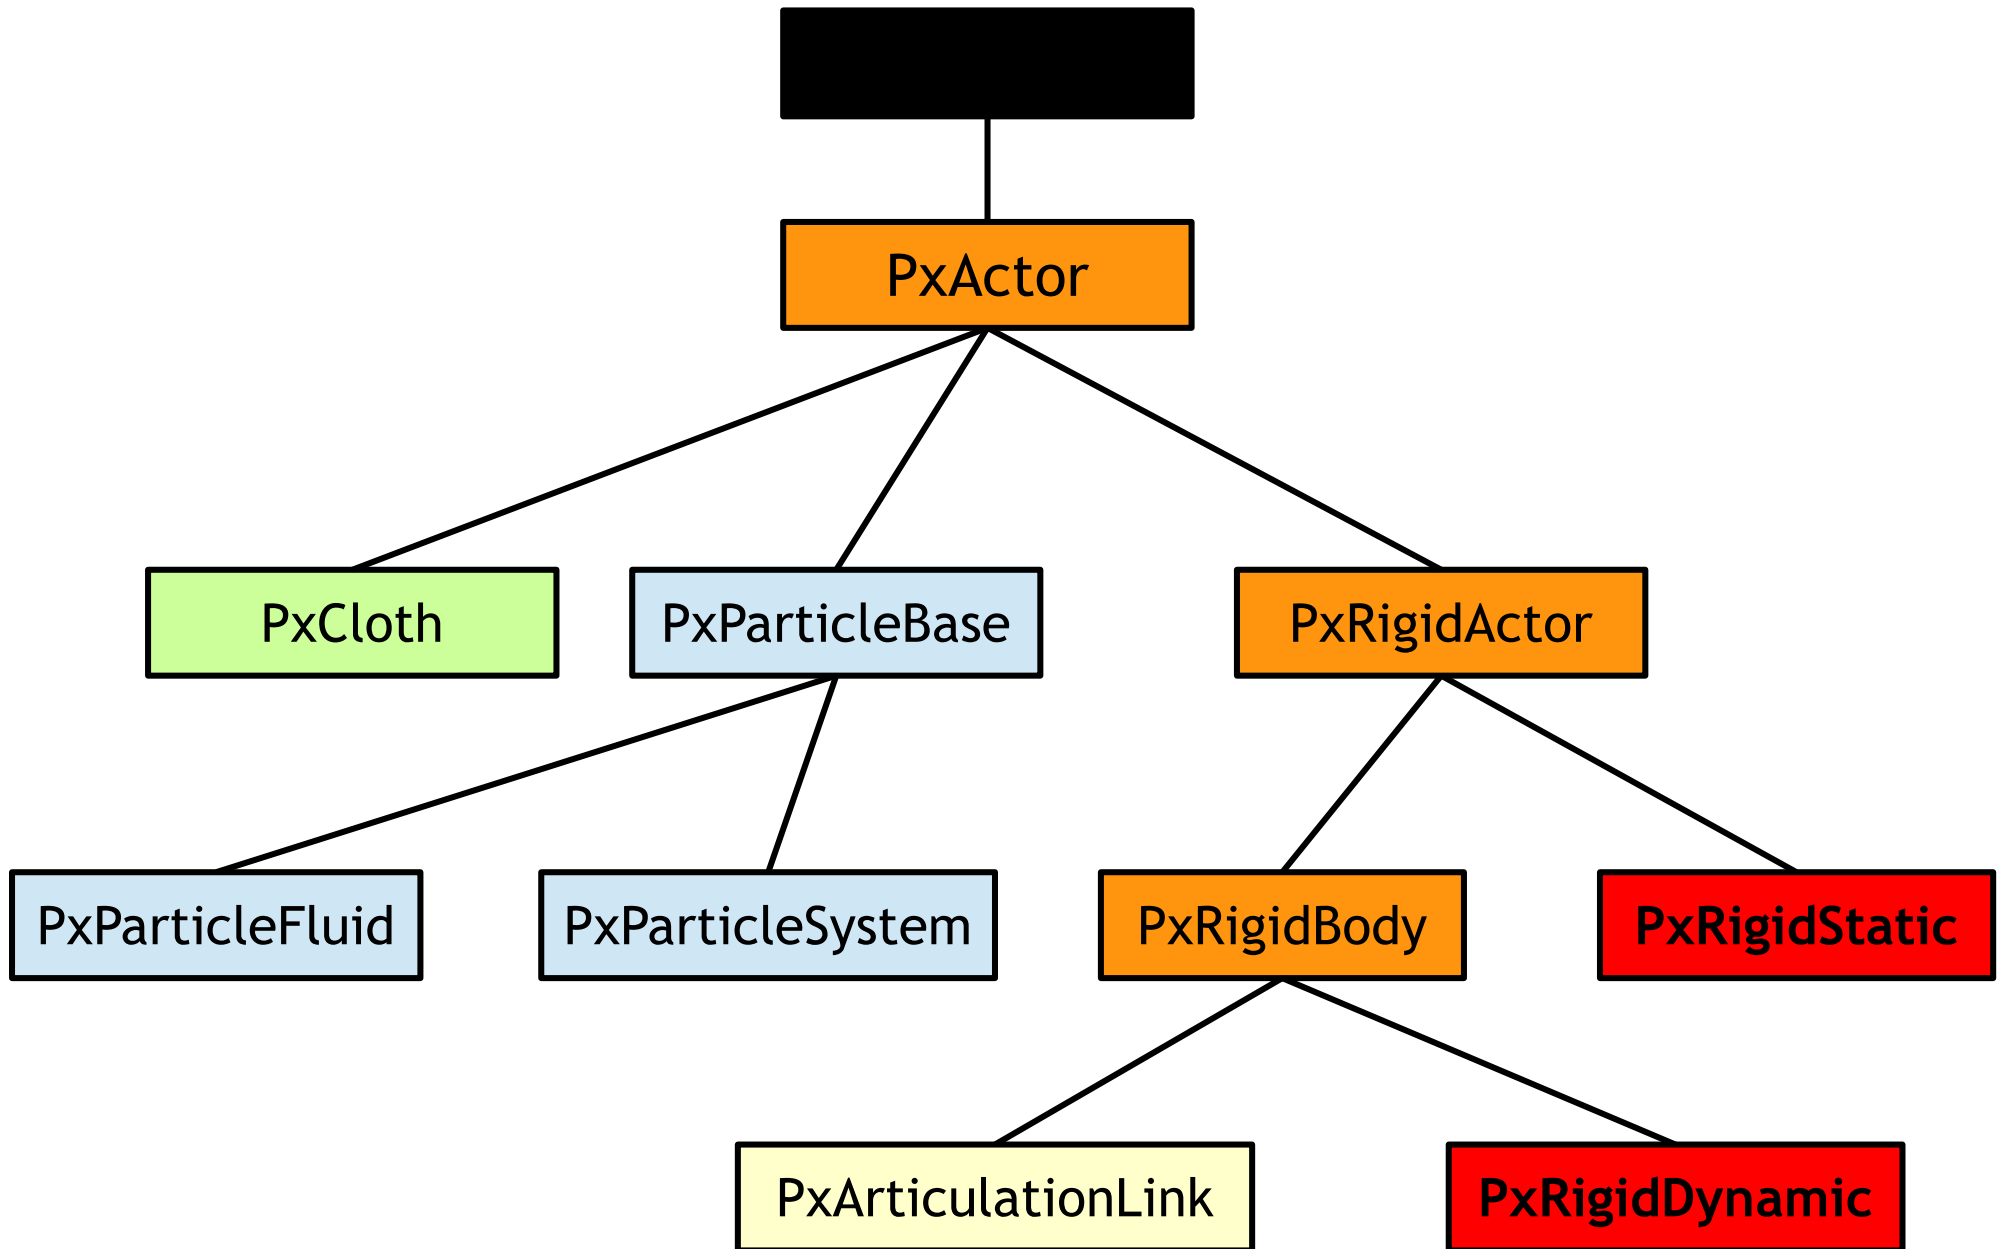 PxActor
PxCloth
PxParticleBase
PxRigidActor
PxParticleFluid
PxParticleSystem
PxRigidBody
PxRigidStatic
PxArticulationLink
PxRigidDynamic